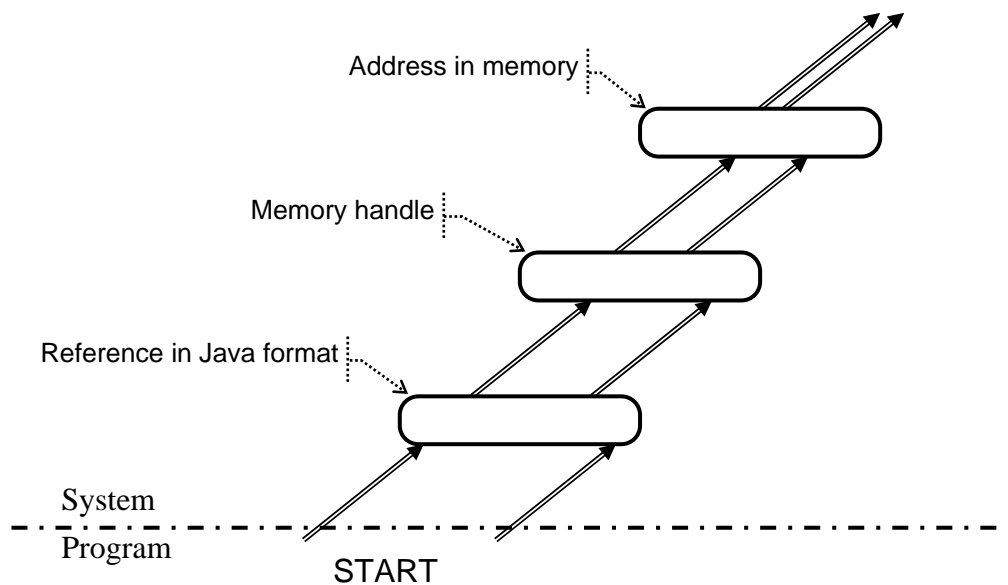 Address in memory
Memory handle
Reference in Java format
System
Program
START